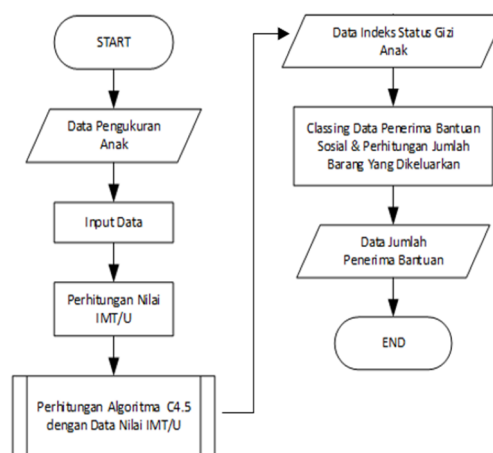 START
Data Pengukuran
Anak
Input Data
Perhitungan Nilai
IMT/U
Perhitungan Algoritma C4.5
dengan Data Nilai IMT/U
Data Indeks Status Gizi
Anak
Classing Data Penerima Bantuan
Sosial & Perhitungan Jumlah
Barang Yang Dikeluarkan
Data Jumlah
Penerima Bantuan
END